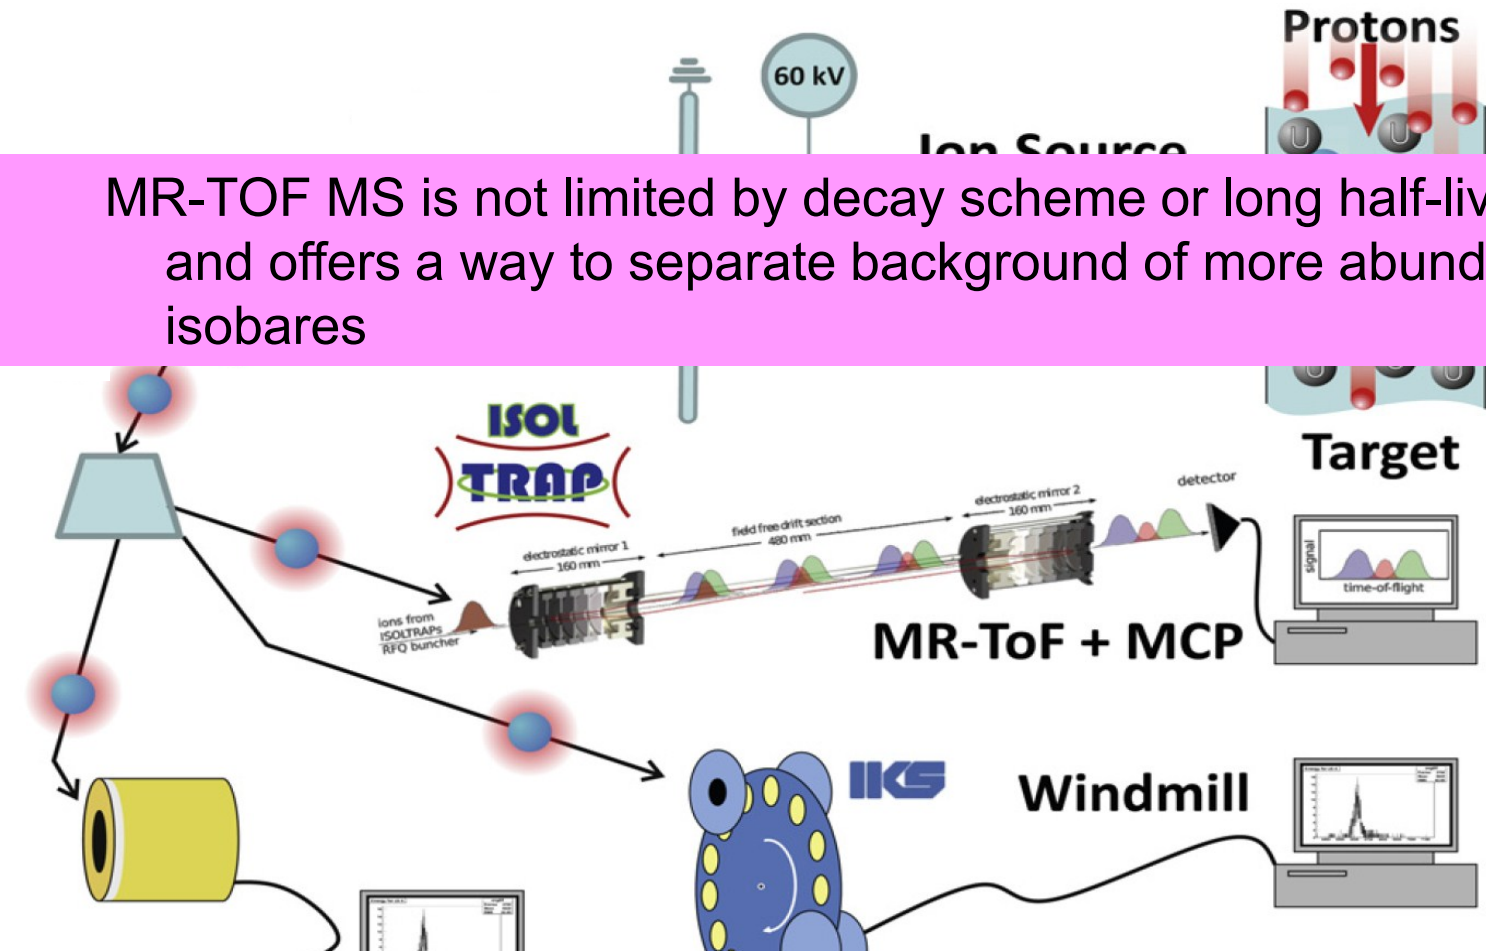 Protons
60 kV
Ion Source
U
U
MR-TOF MS is not limited by decay scheme or long half-liv
and offers a way to separate background of more abund
isobares
U
U
ISOL
TRAP
Target
detector
electrostatic mirror 2
160 mm
field free drift section
480 mm
electrostatic mirror 1
160 mm
signal
time-of-flight
ions from
ISOLTRAPs
RFQ buncher
MR-ToF + MCP
IKS
Windmill